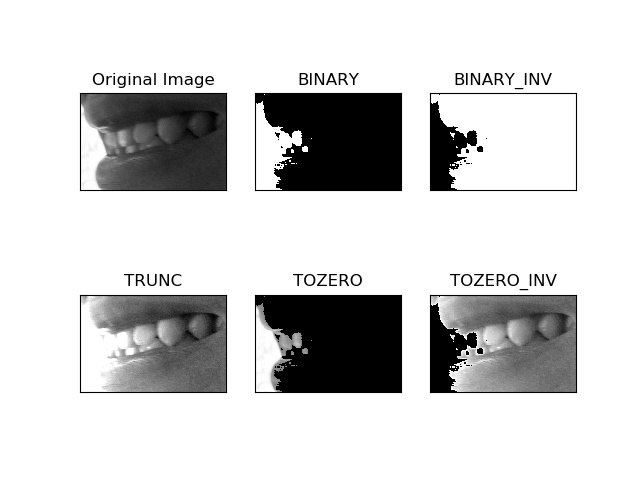 Original Image
BINARY
BINARY_INV
TRUNC
TOZERO
TOZERO_INV